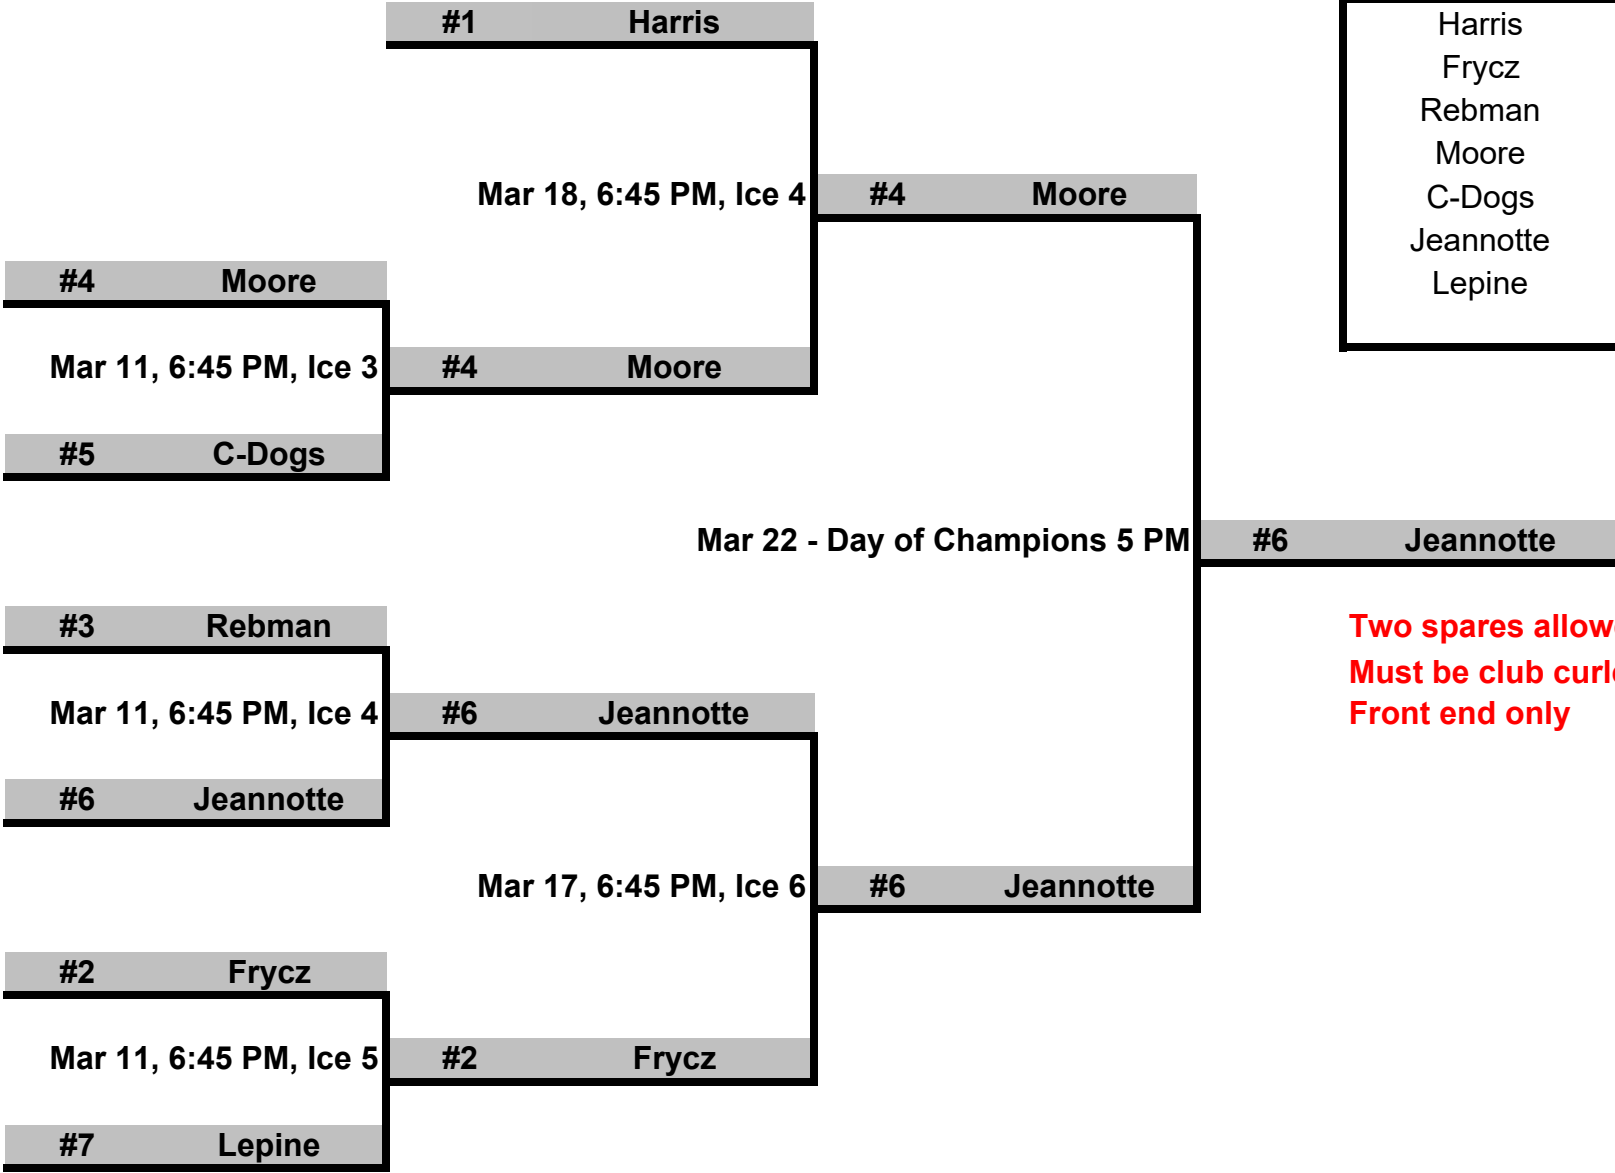 #1 Harris
Harris
Frycz
Rebman
Moore
C-Dogs
Jeannotte
Lepine
Mar 18, 6:45 PM, Ice 4 #4 Moore
#4 Moore
Mar 11, 6:45 PM, Ice 3 #4 Moore
#5 C-Dogs
Mar 22 - Day of Champions 5 PM #6 Jeannotte
#3 Rebman
Two spares
Must be club
Front end only
Mar 11, 6:45 PM, Ice 4 #6 Jeannotte
#6 Jeannotte
Mar 17, 6:45 PM, Ice 6 #6 Jeannotte
#2 Frycz
Mar 11, 6:45 PM, Ice 5 #2 Frycz
#7 Lepine